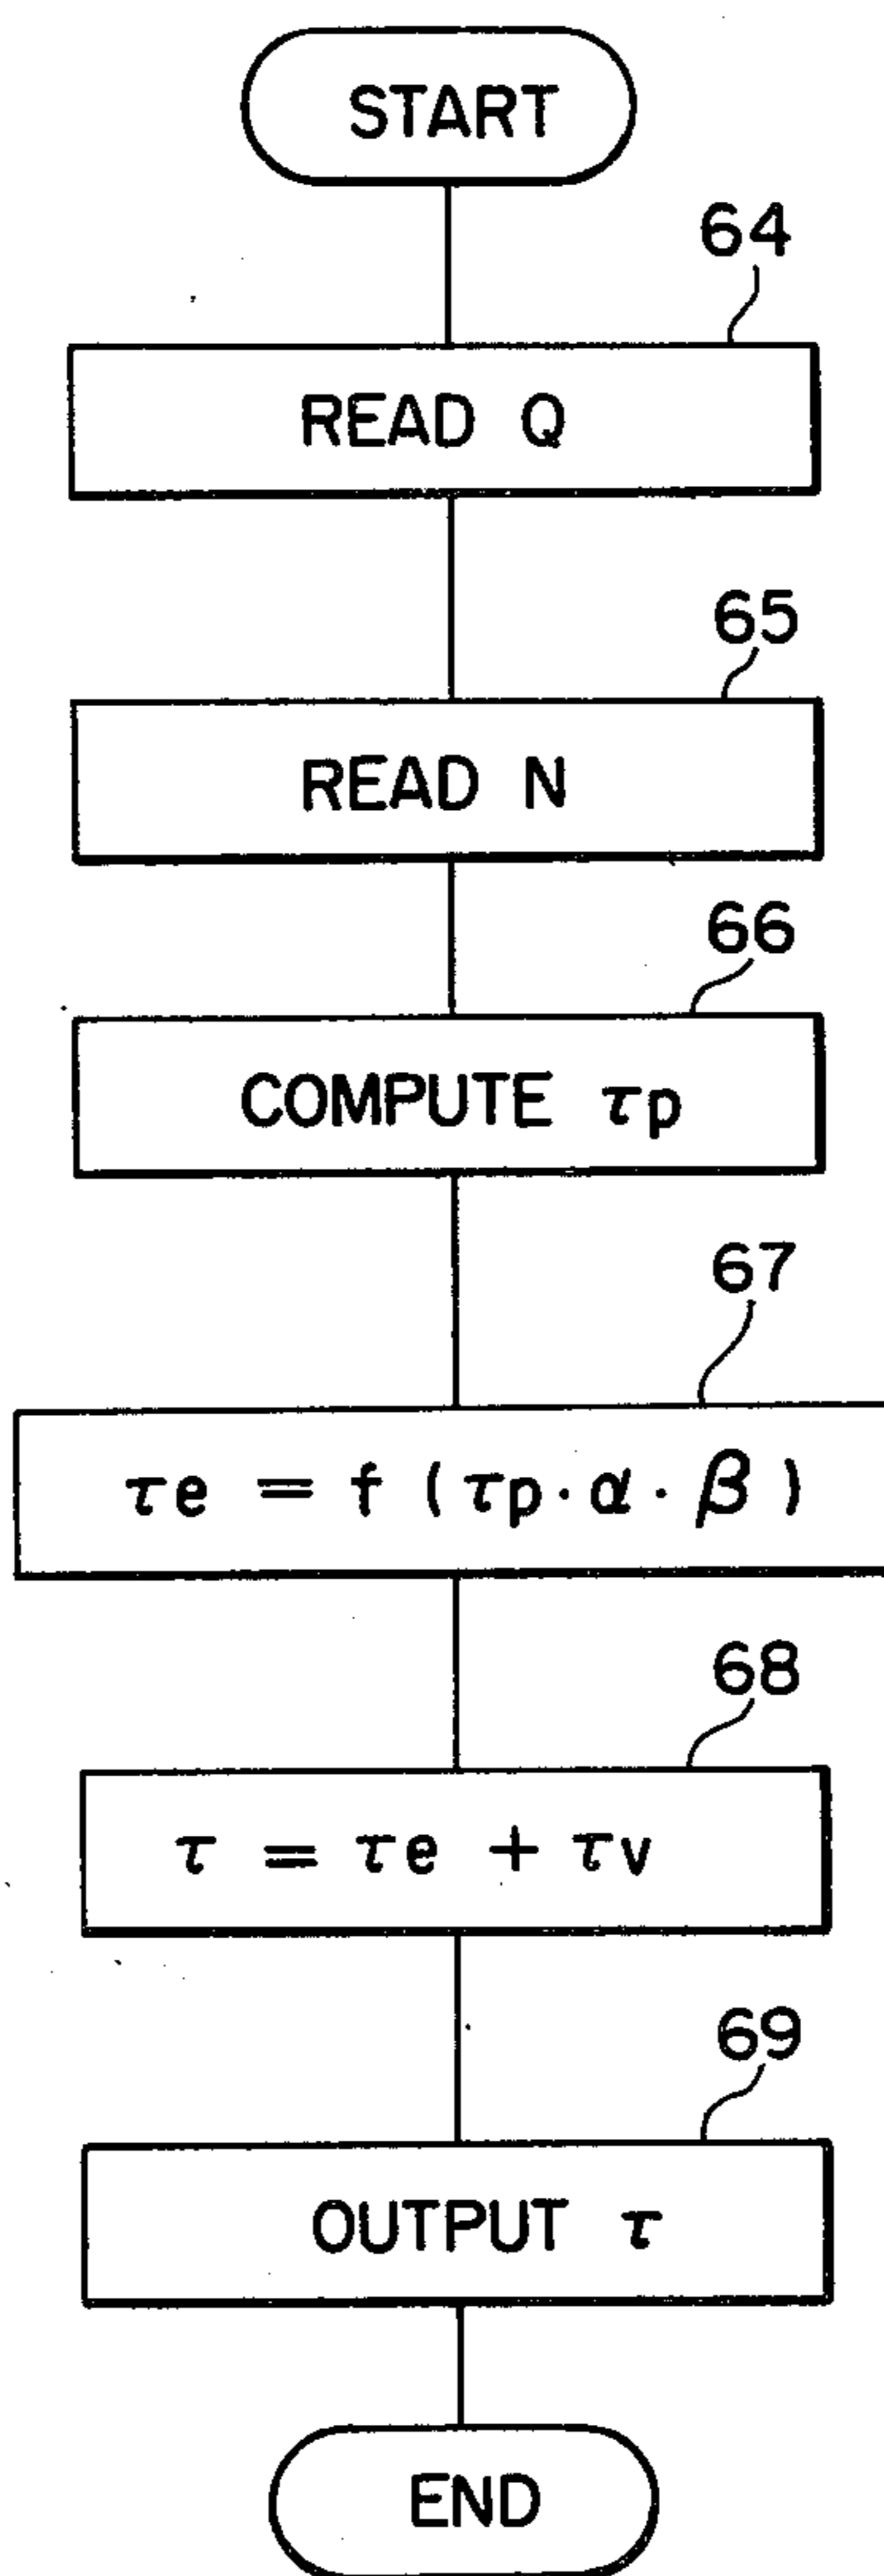 START
64
READ Q
65
READ N
66
COMPUTE τp
67
τe = f (τp·α·β)
68
τ = τe + τv
69
OUTPUT τ
END